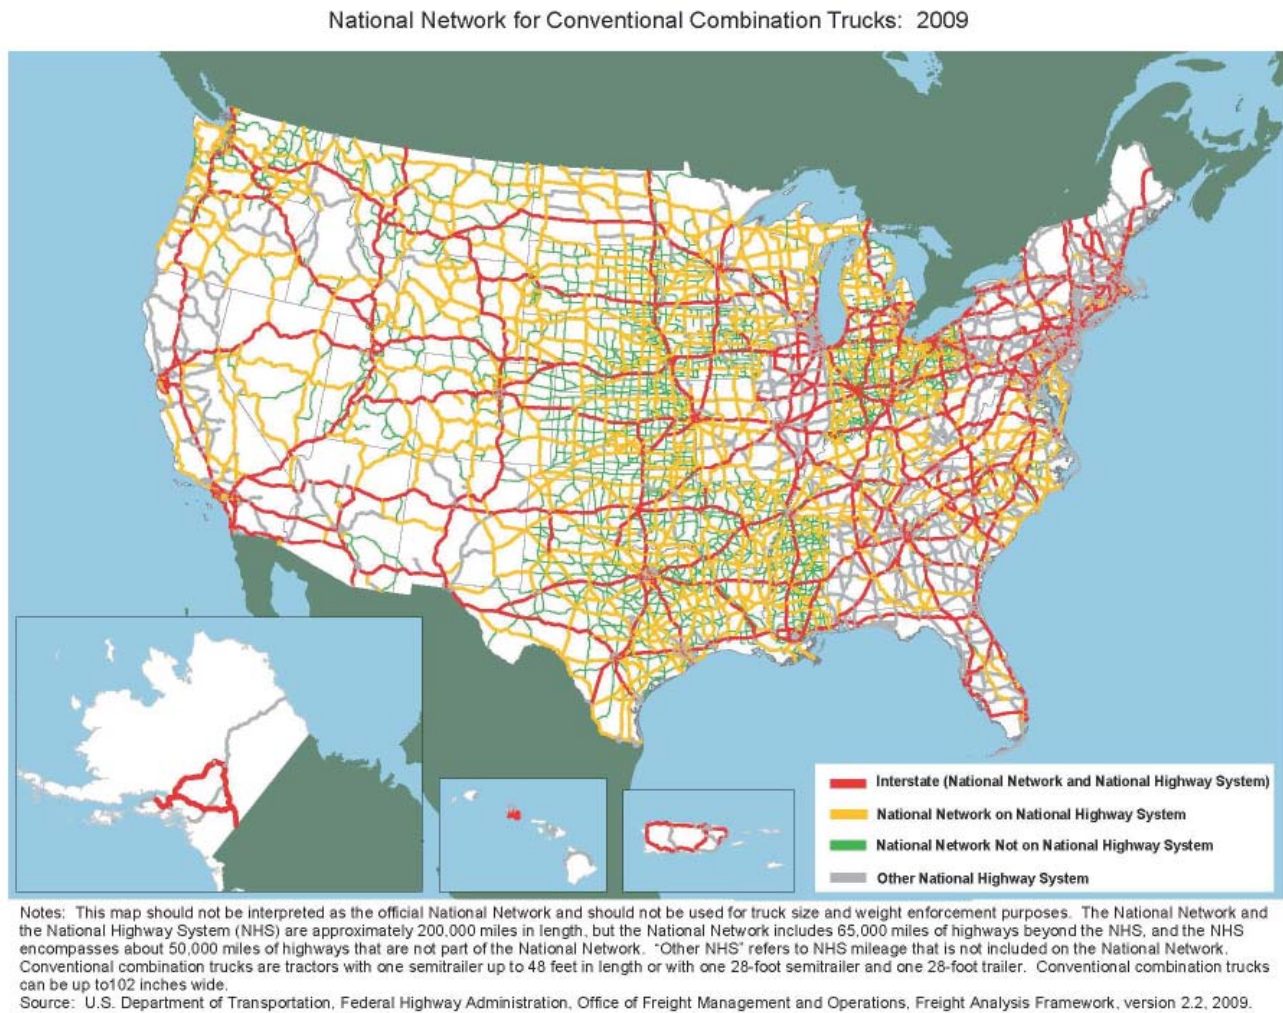 National Network for Conventional Combination Trucks:  2009
Interstate (National Network and National Highway System)
National Network on National Highway System
National Network Not on National Highway System
Other National Highway System
Notes:  This map should not be interpreted as the official National Network and should not be used for truck size and weight enforcement purposes.  The National Network and
the National Highway System (NHS) are approximately 200,000 miles in length, but the National Network includes 65,000 miles of highways beyond the NHS, and the NHS
encompasses about 50,000 miles of highways that are not part of the National Network.  "Other NHS" refers to NHS mileage that is not included on the National Network.
Conventional combination trucks are tractors with one semitrailer up to 48 feet in length or with one 28-foot semitrailer and one 28-foot trailer.  Conventional combination trucks
can be up to102 inches wide.
Source:  U.S. Department of Transportation, Federal Highway Administration, Office of Freight Management and Operations, Freight Analysis Framework, version 2.2, 2009.